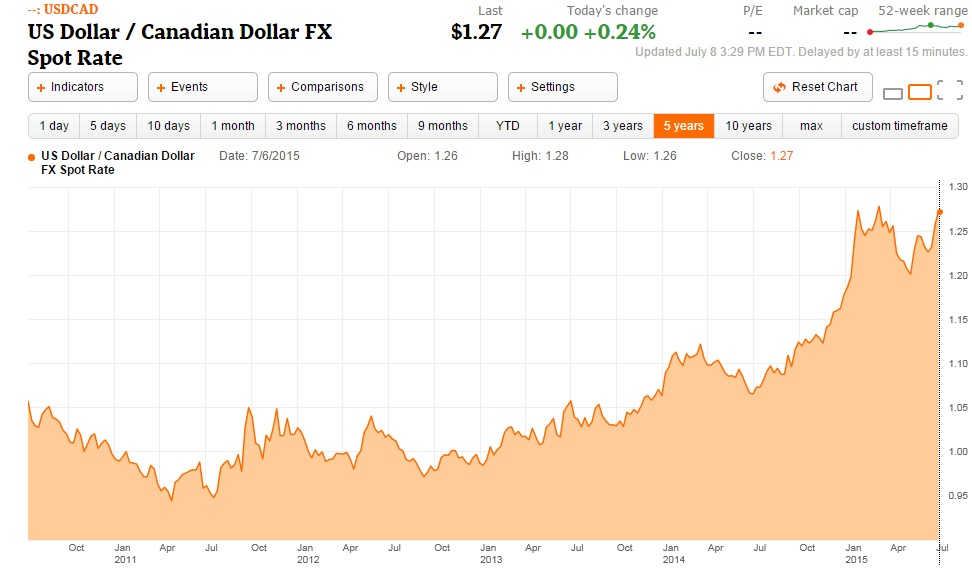 --: USDCAD
US Dollar / Canadian Dollar FX
Spot Rate
Last
$1.27
Today's change
+0.00 +0.24%
P/E
--
Market cap
--
52-week range
Updated July 8 3:29 PM EDT. Delayed by at least 15 minutes.
+ Indicators
+ Events
+ Comparisons
+ Style
+ Settings
Reset Chart
1 day 5 days 10 days 1 month 3 months 6 months 9 months YTD 1 year 3 years 5 years 10 years max custom timeframe
US Dollar / Canadian Dollar
FX Spot Rate
Date: 7/6/2015 Open: 1.26 High: 1.28 Low: 1.26 Close: 1.27
1.30
1.25
1.20
1.15
1.10
1.05
1.00
0.95
Oct Jan Apr Jul Oct Jan Apr Jul Oct Jan Apr Jul Oct Jan Apr Jul Oct Jan Apr Jul
2011 2012 2013 2014 2015